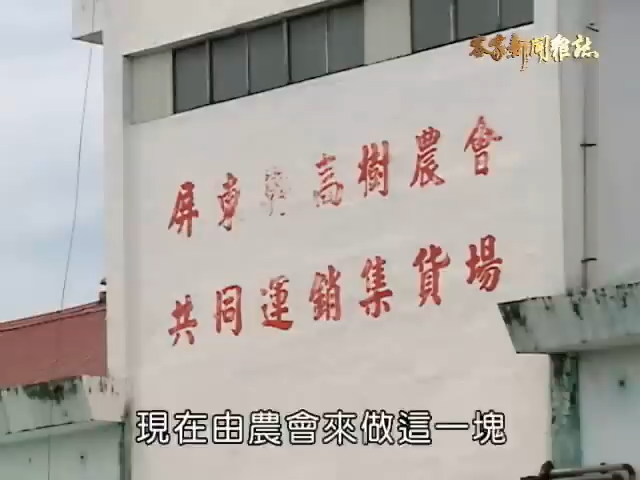 客家新聞雜誌
屏東縣高樹農會
共同運銷集貨場
現在由農會來做這一塊